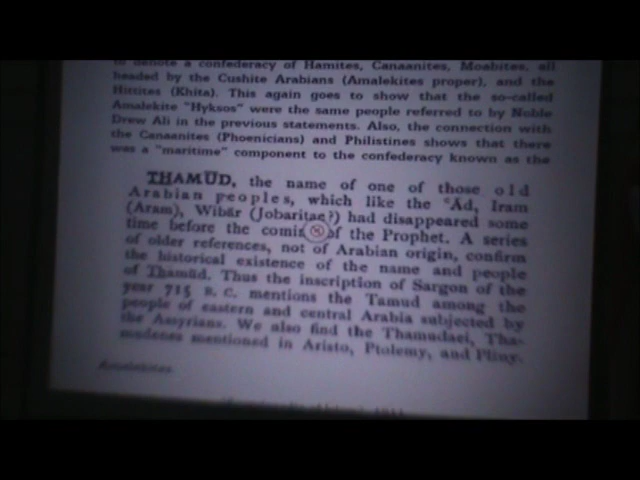 to denote a confederacy of Hamites, Canaanites, Moabites, all
headed by the Cushite Arabians (Amalekites proper), and the
Hittites (Khita). This again goes to show that the so-called
Amalekite "Hyksos" were the same people referred to by Noble
Drew Ali in the previous statements. Also, the connection with
the Canaanites (Phoenicians) and Philistines shows that there
was a "maritime" component to the confederacy known as the
THAMŪD, the name of one of those old
Arabian peoples, which like the ʿĀd, Iram
(Aram), Wibār (Jobaritae?) had disappeared some
time before the of the Prophet. A series
of older references, not of Arabian origin, confirm
the historical existence of the name and people
of Thamūd. Thus the inscription of Sargon of the
year 715 B. C. mentions the Tamud among the
people of eastern and central Arabia subjected by
the Assyrians. We also find the Thamudaei, Tha-
mudenes mentioned in Aristo, Ptolemy, and Pliny.
Amalekites